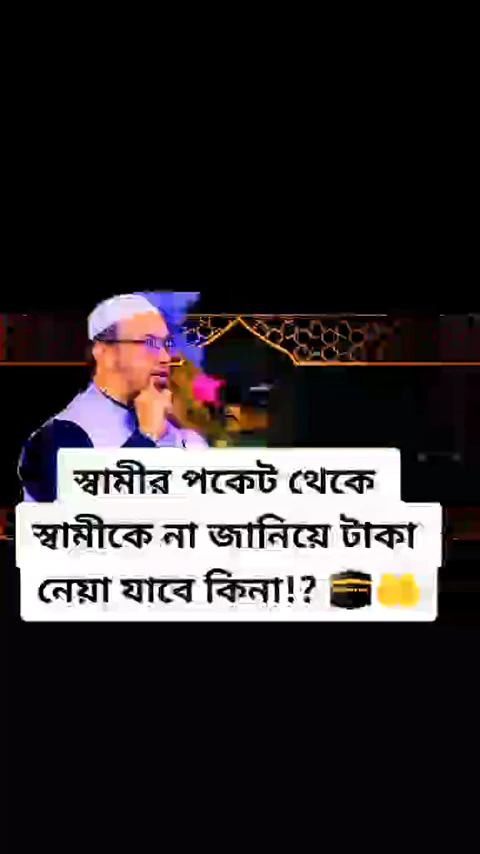 স্বামীর পকেট থেকে
স্বামীকে না জানিয়ে টাকা
নেয়া যাবে কিনা!? 🕋🤲